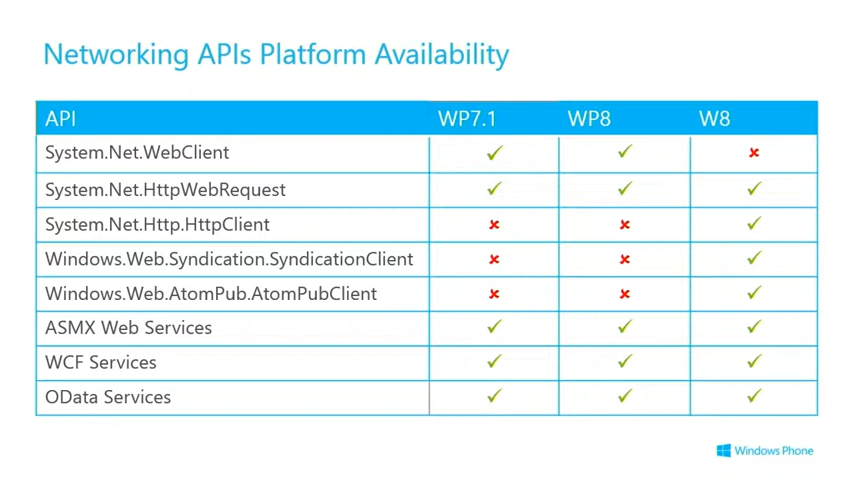 Networking APIs Platform Availability
API WP7.1 WP8 W8
System.Net.WebClient ✓ ✓ ✗
System.Net.HttpWebRequest ✓ ✓ ✓
System.Net.Http.HttpClient ✗ ✗ ✓
Windows.Web.Syndication.SyndicationClient ✗ ✗ ✓
Windows.Web.AtomPub.AtomPubClient ✗ ✗ ✓
ASMX Web Services ✓ ✓ ✓
WCF Services ✓ ✓ ✓
OData Services ✓ ✓ ✓
Windows Phone